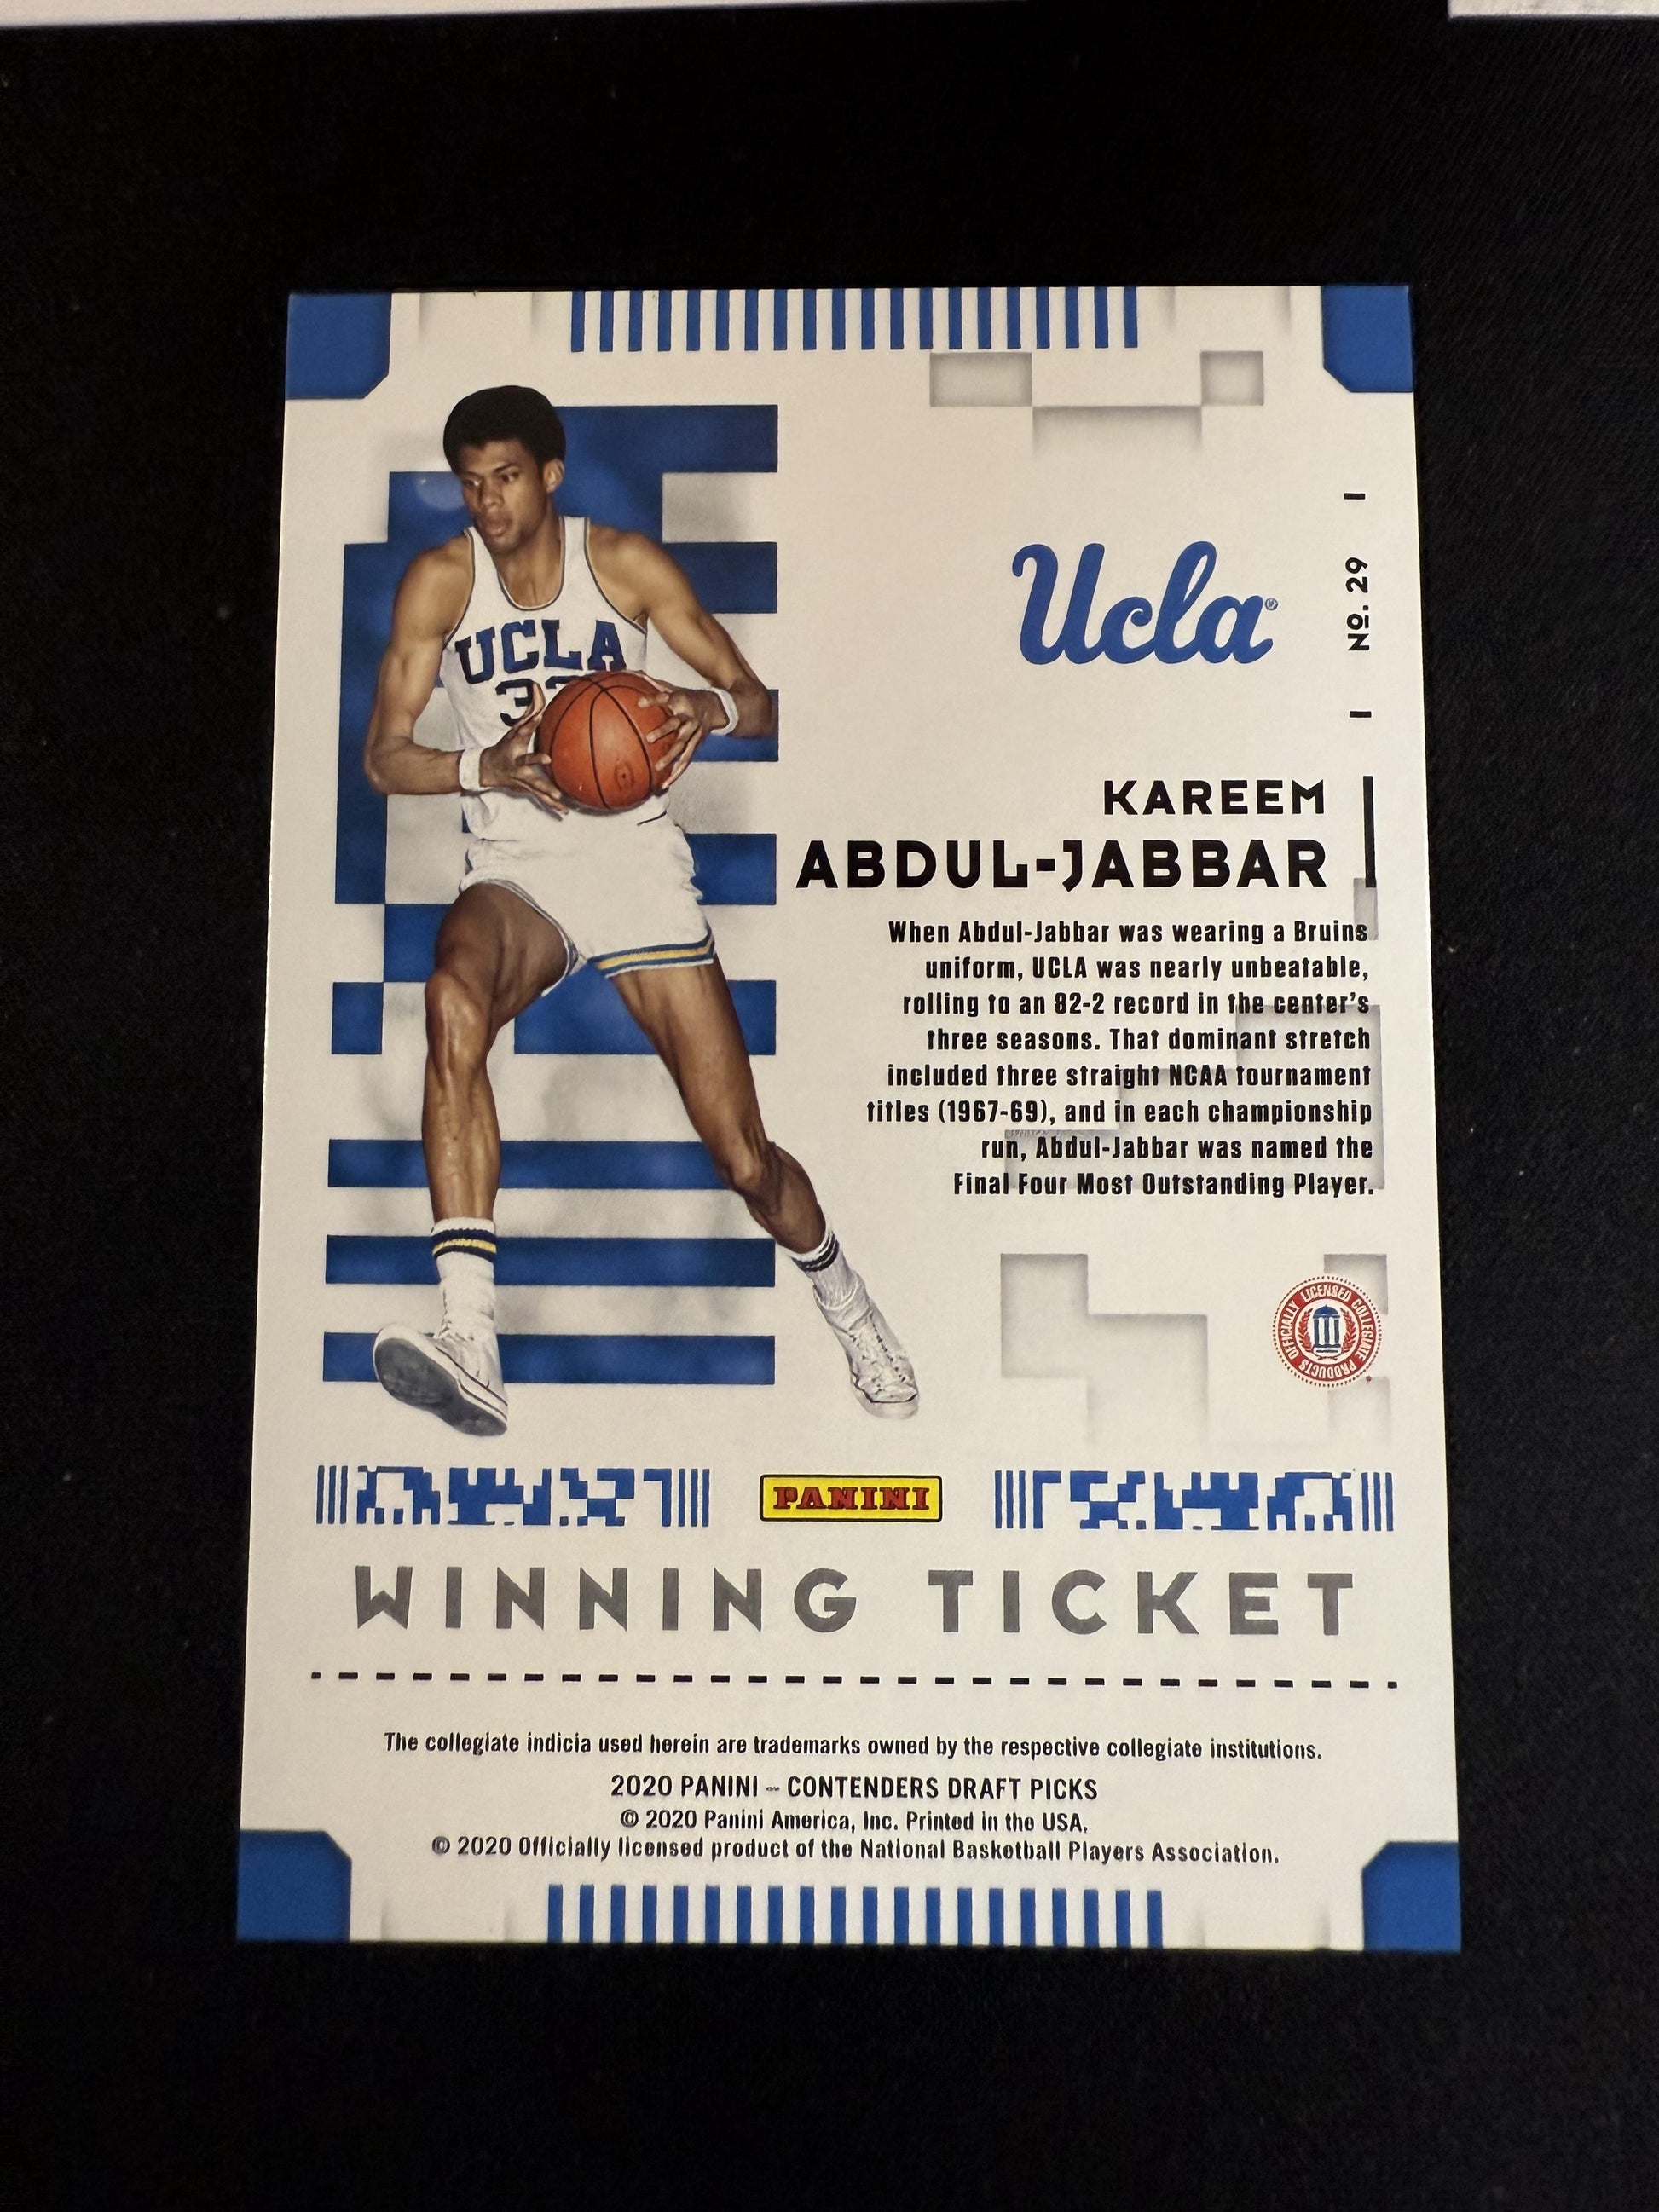 UCLA
Ucla
No. 29
KAREEM
ABDUL-JABBAR
When Abdul-Jabbar was wearing a Bruins
uniform, UCLA was nearly unbeatable,
rolling to an 82-2 record in the center's
three seasons. That dominant stretch
included three straight NCAA tournament
titles (1967-69), and in each championship
run, Abdul-Jabbar was named the
Final Four Most Outstanding Player.
OFFICIALLY LICENSED COLLEGIATE PRODUCTS
PANINI
WINNING TICKET
The collegiate indicia used herein are trademarks owned by the respective collegiate institutions.
2020 PANINI – CONTENDERS DRAFT PICKS
© 2020 Panini America, Inc. Printed in the USA.
© 2020 Officially licensed product of the National Basketball Players Association.